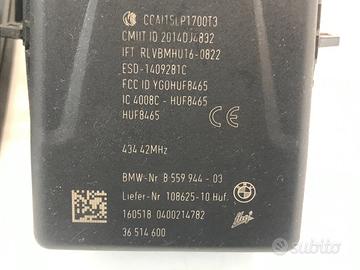 CCAI15LP1700T3
CMIIT ID 2014DJ4832
IFT RLVBMHU16-0822
ESD-1409281C
FCC ID YGOHUF8465
IC 4008C - HUF8465
HUF8465
434 42MHz
BMW-Nr 8 559 944 - 03
Liefer-Nr 108625-10 Huf
160518 0400214782
36 514 600
subito